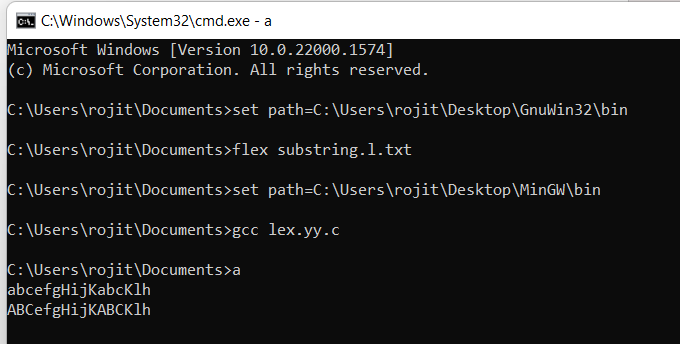 C:\Windows\System32\cmd.exe - a
Microsoft Windows [Version 10.0.22000.1574]
(c) Microsoft Corporation. All rights reserved.
C:\Users\rojit\Documents>set path=C:\Users\rojit\Desktop\GnuWin32\bin
C:\Users\rojit\Documents>flex substring.l.txt
C:\Users\rojit\Documents>set path=C:\Users\rojit\Desktop\MinGW\bin
C:\Users\rojit\Documents>gcc lex.yy.c
C:\Users\rojit\Documents>a
abcefgHijKabcKlh
ABCefgHijKABCKlh